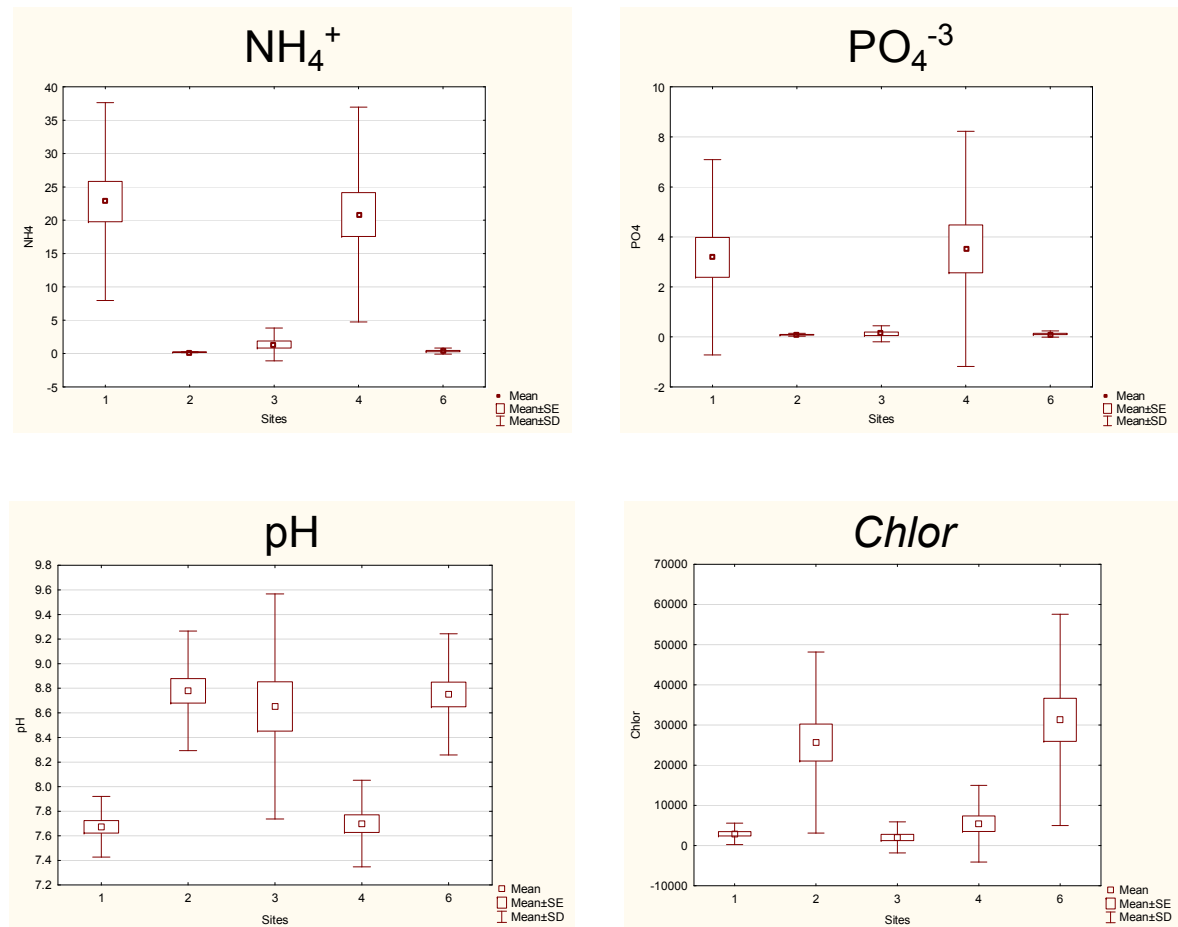 NH₄⁺
40
35
30
25
20
15
10
5
0
-5
NH4
1 2 3 4 6
Sites
Mean
Mean±SE
Mean±SD
PO₄⁻³
10
8
6
4
2
0
-2
PO4
1 2 3 4 6
Sites
Mean
Mean±SE
Mean±SD
pH
9.8
9.6
9.4
9.2
9.0
8.8
8.6
8.4
8.2
8.0
7.8
7.6
7.4
7.2
pH
1 2 3 4 6
Sites
Mean
Mean±SE
Mean±SD
Chlor
70000
60000
50000
40000
30000
20000
10000
0
-10000
Chlor
1 2 3 4 6
Sites
Mean
Mean±SE
Mean±SD